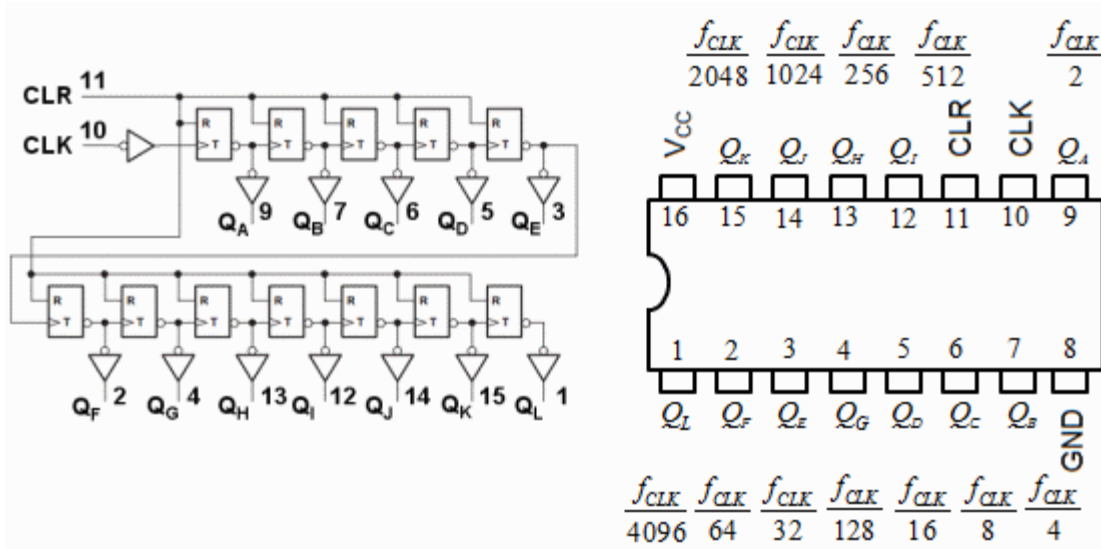 CLR 11
CLK 10
R R R R R
T T T T T
9 7 6 5 3
Q_A Q_B Q_C Q_D Q_E
R R R R R R R
T T T T T T T
2 4 13 12 14 15 1
Q_F Q_G Q_H Q_I Q_J Q_K Q_L
f_CLK/2048 f_CLK/1024 f_CLK/256 f_CLK/512 f_CLK/2
V_CC Q_K Q_J Q_H Q_I CLR CLK Q_A
16 15 14 13 12 11 10 9
1 2 3 4 5 6 7 8
Q_L Q_F Q_E Q_G Q_D Q_C Q_B GND
f_CLK/4096 f_CLK/64 f_CLK/32 f_CLK/128 f_CLK/16 f_CLK/8 f_CLK/4